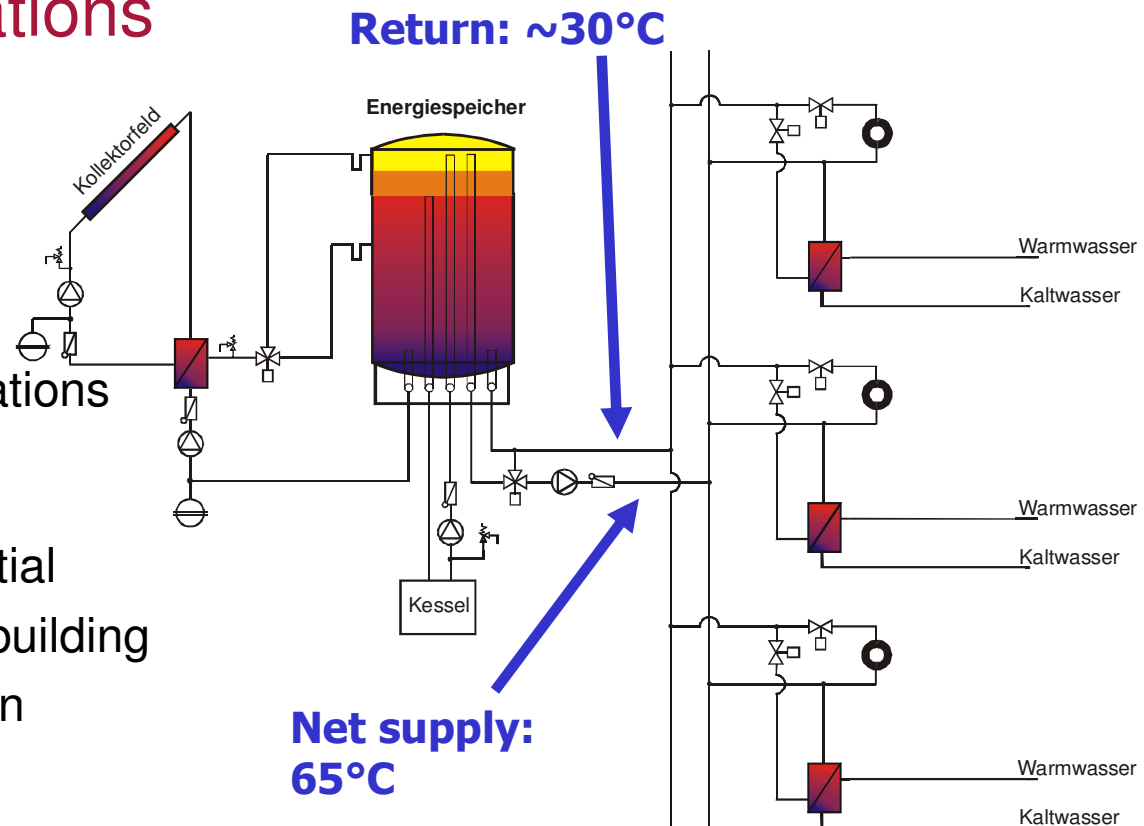 ations
Return: ~30°C
Energiespeicher
Kollektorfeld
Warmwasser
Kaltwasser
ations
Warmwasser
Kaltwasser
tial
Kessel
building
n
Net supply:
65°C
Warmwasser
Kaltwasser